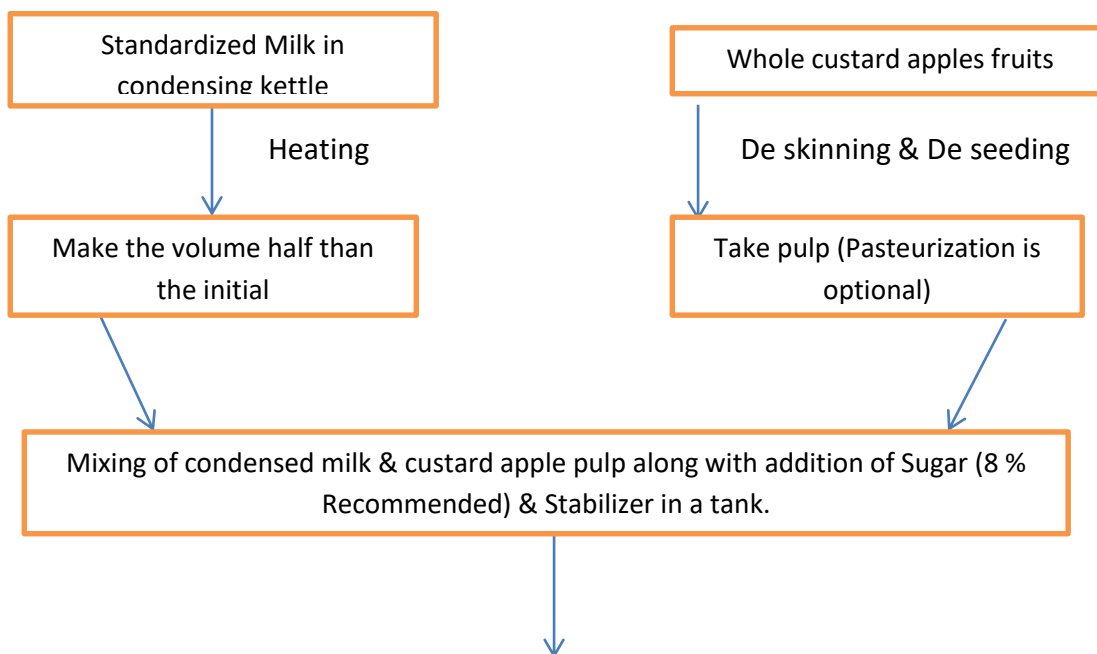 Standardized Milk in
condensing kettle
Whole custard apples fruits
Heating
De skinning & De seeding
Make the volume half than
the initial
Take pulp (Pasteurization is
optional)
Mixing of condensed milk & custard apple pulp along with addition of Sugar (8 %
Recommended) & Stabilizer in a tank.